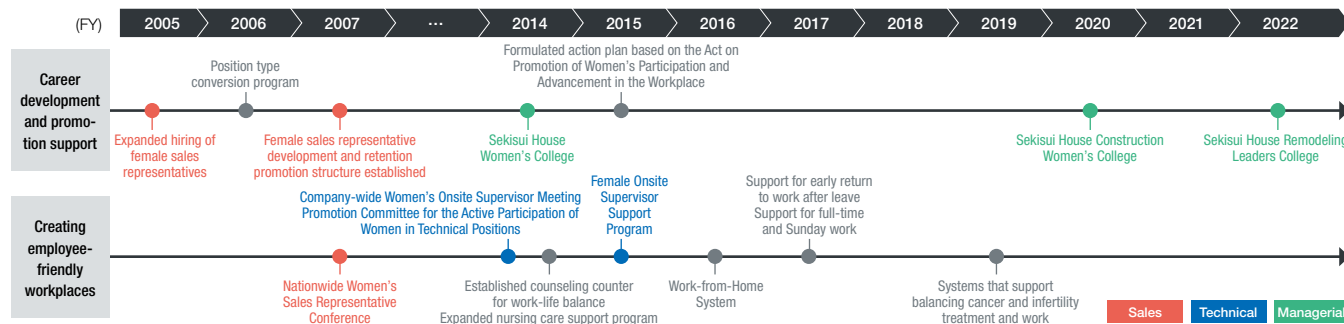 (FY) 2005 2006 2007 ... 2014 2015 2016 2017 2018 2019 2020 2021 2022
Career
development
and promo-
tion support
Position type
conversion program
Formulated action plan based on the Act on
Promotion of Women's Participation and
Advancement in the Workplace
Expanded hiring of
female sales
representatives
Female sales representative
development and retention
promotion structure established
Sekisui House
Women's College
Sekisui House Construction
Women's College
Sekisui House Remodeling
Leaders College
Creating
employee-
friendly
workplaces
Company-wide Women's Onsite Supervisor Meeting
Promotion Committee for the Active Participation of
Women in Technical Positions
Female Onsite
Supervisor
Support
Program
Support for early return
to work after leave
Support for full-time
and Sunday work
Nationwide Women's
Sales Representative
Conference
Established counseling counter
for work-life balance
Expanded nursing care support program
Work-from-Home
System
Systems that support
balancing cancer and infertility
treatment and work
Sales
Technical
Managerial